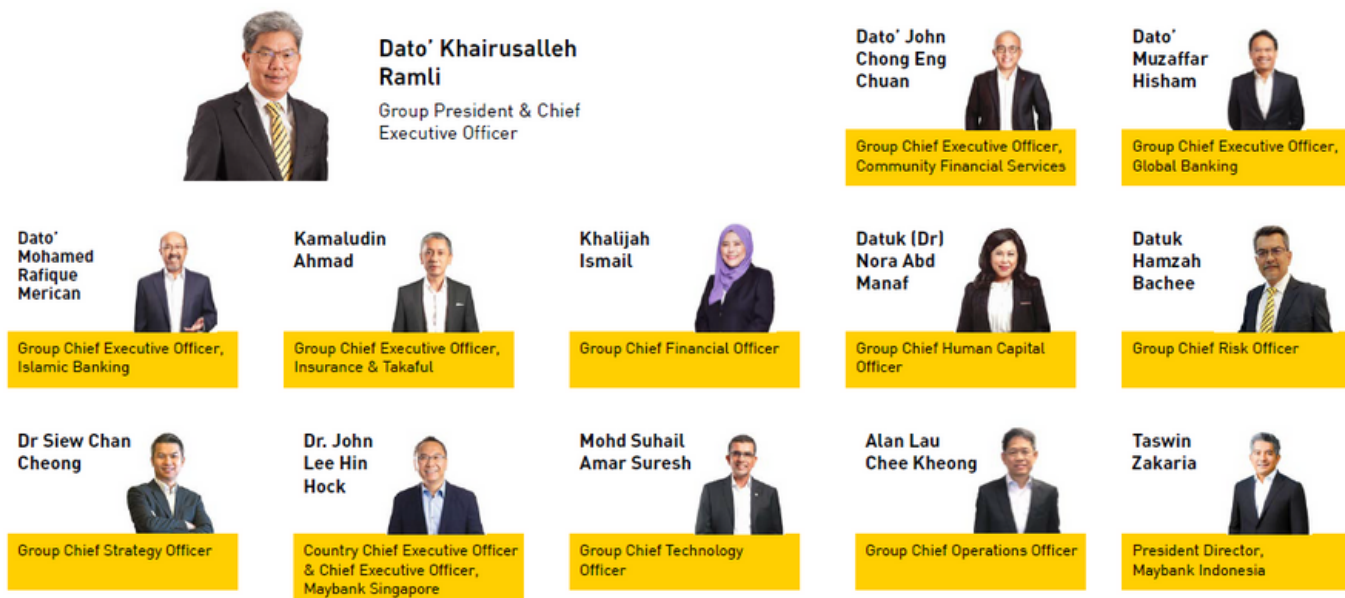 Dato' Khairusalleh
Ramli
Group President & Chief
Executive Officer
Dato' John
Chong Eng
Chuan
Group Chief Executive Officer,
Community Financial Services
Dato'
Muzaffar
Hisham
Group Chief Executive Officer,
Global Banking
Dato'
Mohamed
Rafique
Merican
Group Chief Executive Officer,
Islamic Banking
Kamaludin
Ahmad
Group Chief Executive Officer,
Insurance & Takaful
Khalijah
Ismail
Group Chief Financial Officer
Datuk (Dr)
Nora Abd
Manaf
Group Chief Human Capital
Officer
Datuk
Hamzah
Bachee
Group Chief Risk Officer
Dr Siew Chan
Cheong
Group Chief Strategy Officer
Dr. John
Lee Hin
Hock
Country Chief Executive Officer
& Chief Executive Officer,
Maybank Singapore
Mohd Suhail
Amar Suresh
Group Chief Technology
Officer
Alan Lau
Chee Kheong
Group Chief Operations Officer
Taswin
Zakaria
President Director,
Maybank Indonesia